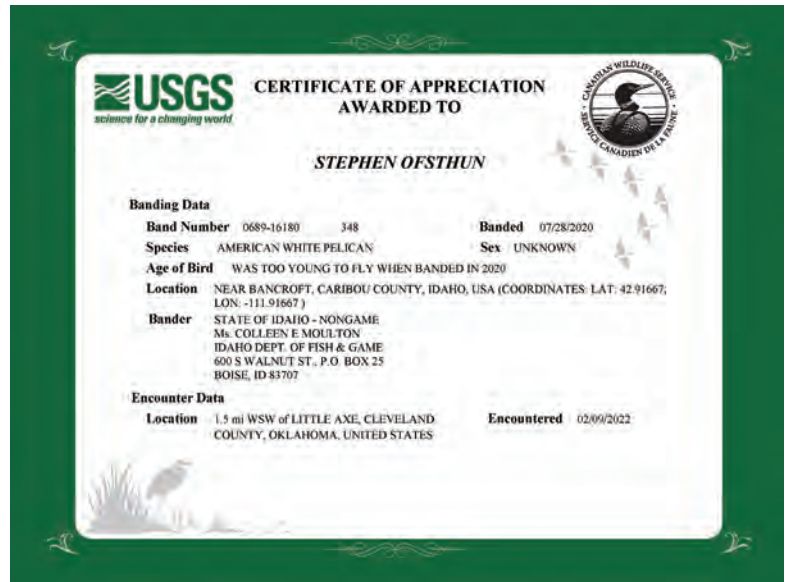 USGS
science for a changing world
CERTIFICATE OF APPRECIATION
AWARDED TO
CANADIAN WILDLIFE SERVICE · SERVICE CANADIEN DE LA FAUNE ·
STEPHEN OFSTHUN
Banding Data
Band Number 0689-16180 348 Banded 07/28/2020
Species AMERICAN WHITE PELICAN Sex UNKNOWN
Age of Bird WAS TOO YOUNG TO FLY WHEN BANDED IN 2020
Location NEAR BANCROFT, CARIBOU COUNTY, IDAHO, USA (COORDINATES: LAT: 42.91667;
LON: -111.91667 )
Bander STATE OF IDAHO - NONGAME
Ms. COLLEEN E MOULTON
IDAHO DEPT. OF FISH & GAME
600 S WALNUT ST., P.O. BOX 25
BOISE, ID 83707
Encounter Data
Location 1.5 mi WSW of LITTLE AXE, CLEVELAND Encountered 02/09/2022
COUNTY, OKLAHOMA, UNITED STATES